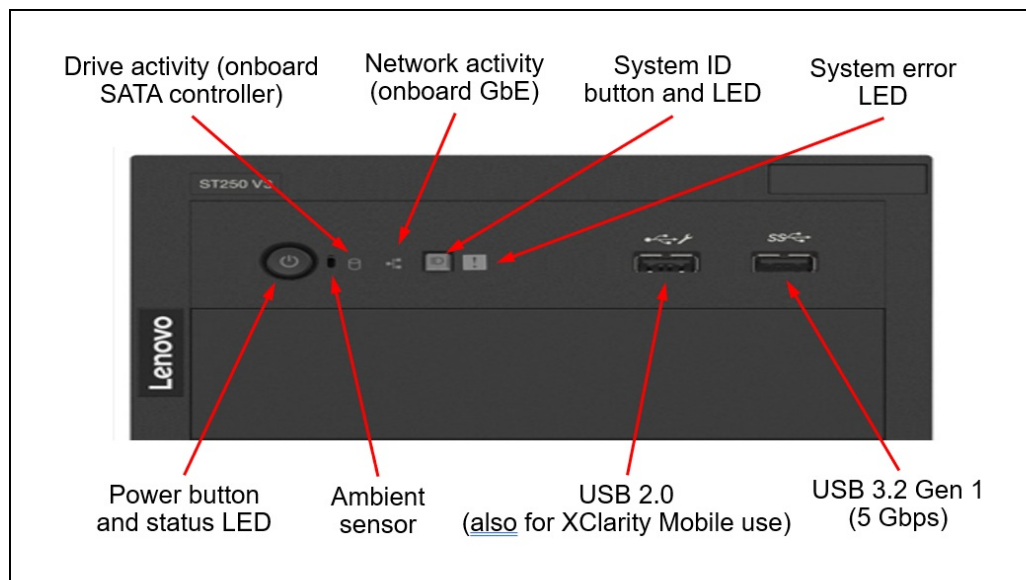 Drive activity (onboard
SATA controller)
Network activity
(onboard GbE)
System ID
button and LED
System error
LED
ST250 V3
Lenovo
Power button
and status LED
Ambient
sensor
USB 2.0
(also for XClarity Mobile use)
USB 3.2 Gen 1
(5 Gbps)